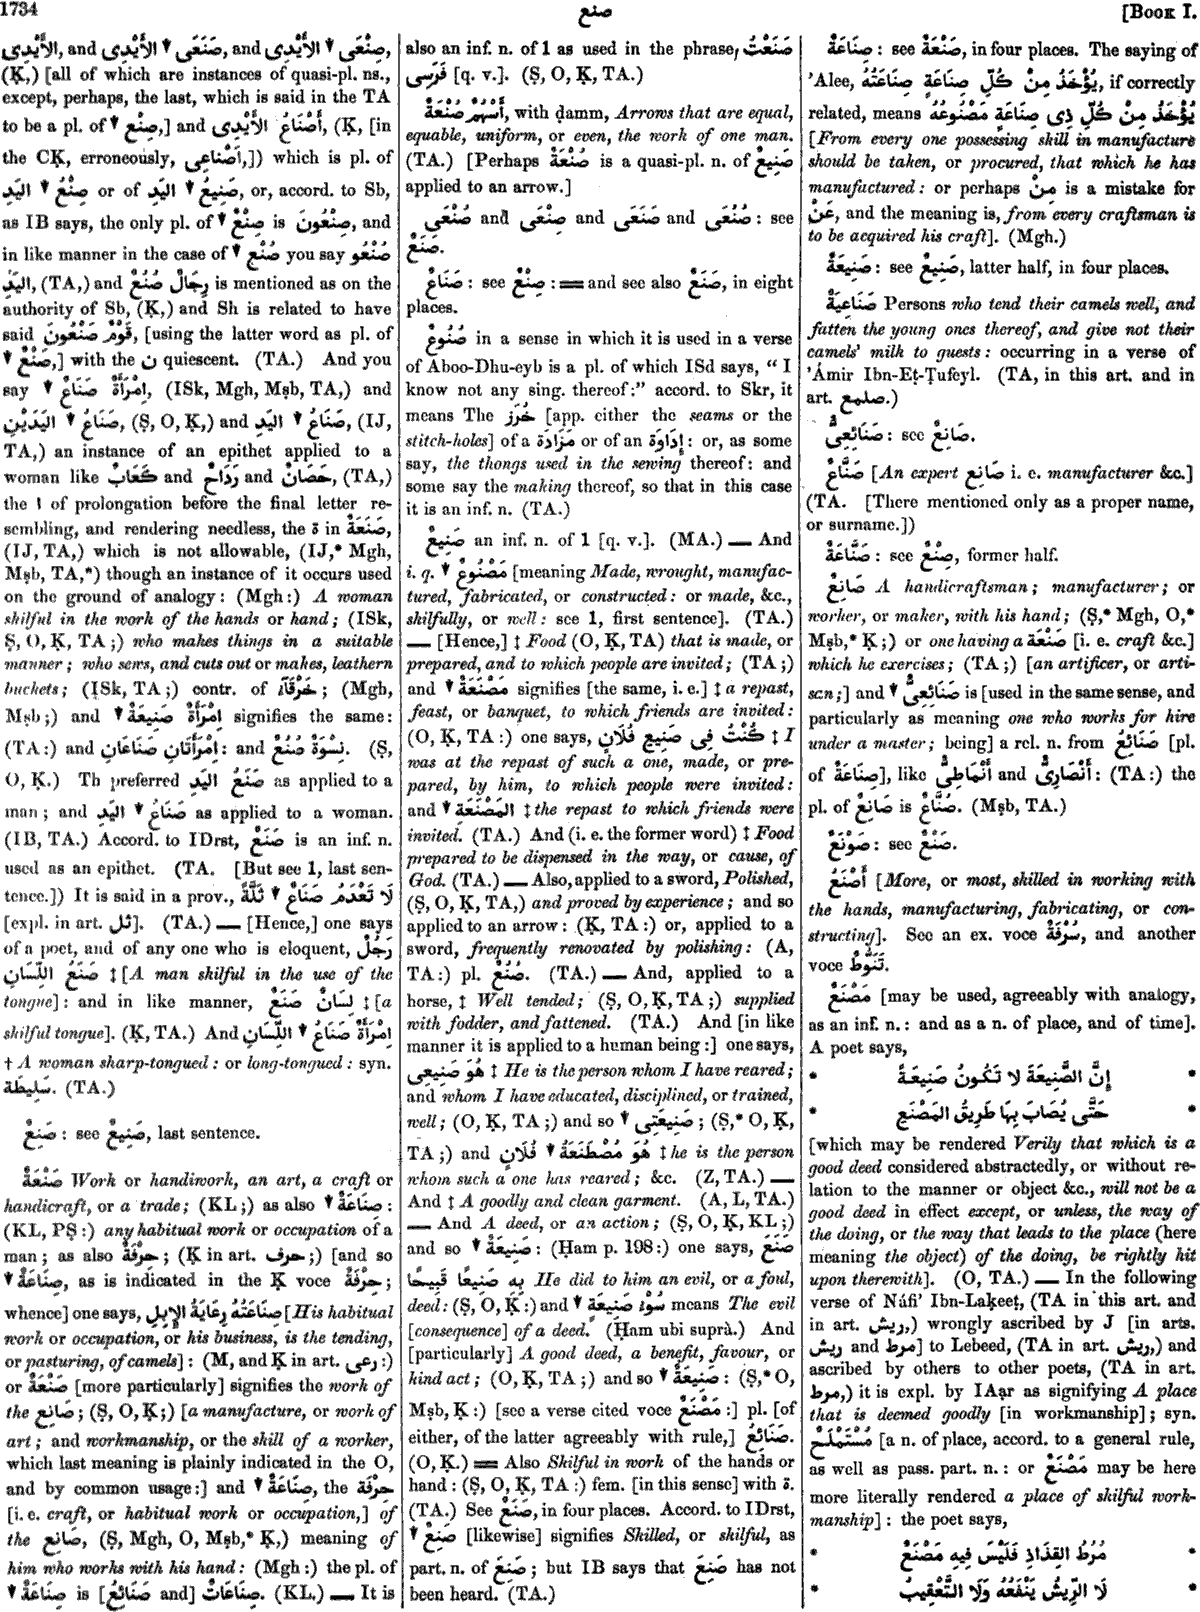 1734
صنع
[BOOK I.
الأَيْدِى, and صَنَعَى ▼ الأَيْدِى, and صِنْعَى ▼ الأَيْدِى,
(Ḳ,) [all of which are instances of quasi-pl. ns.,
except, perhaps, the last, which is said in the TA
to be a pl. of ▼ صِنْعٌ,] and أَصْنَاعُ الأَيْدِى, (Ḳ, [in
the CḲ, erroneously, أَصْنَاعِى,]) which is pl. of
صِنْعُ ▼ اليَدِ or of صَنِيعُ ▼ اليَدِ, or, accord. to Sb,
as IB says, the only pl. of ▼ صِنْعٌ is صِنْعُونَ, and
in like manner in the case of ▼ صُنْعٌ you say صُنْعُو
اليَدِ, (TA,) and رِجَالٌ صُنُعٌ is mentioned as on the
authority of Sb, (Ḳ,) and Sh is related to have
said قَوْمٌ صَنْعُونَ, [using the latter word as pl. of
▼ صَنْعٌ,] with the ن quiescent. (TA.) And you
say اِمْرَأَةٌ صَنَاعٌ ▼, (ISk, Mgh, Mṣb, TA,) and
صَنَاعُ ▼ اليَدَيْنِ, (Ṣ, O, Ḳ,) and صَنَاعُ ▼ اليَدِ, (IJ,
TA,) an instance of an epithet applied to a
woman like كَعَابٌ and رَدَاحٌ and حَصَانٌ, (TA,)
the ا of prolongation before the final letter re-
sembling, and rendering needless, the ة in صَنَعَةٌ,
(IJ, TA,) which is not allowable, (IJ,* Mgh,
Mṣb, TA,*) though an instance of it occurs used
on the ground of analogy: (Mgh:) A woman
skilful in the work of the hands or hand; (ISk,
Ṣ, O, Ḳ, TA;) who makes things in a suitable
manner; who sews, and cuts out or makes, leathern
buckets; (ISk, TA;) contr. of خَرْقَآءُ; (Mgh,
Mṣb;) and اِمْرَأَةٌ صَنِيعَةٌ ▼ signifies the same:
(TA:) and اِمْرَأَتَانِ صَنَاعَانِ: and نِسْوَةٌ صُنُعٌ. (Ṣ,
O, Ḳ.) Th preferred صَنَعُ اليَدِ as applied to a
man; and صَنَاعُ ▼ اليَدِ as applied to a woman.
(IB, TA.) Accord. to IDrst, صَنَعٌ is an inf. n.
used as an epithet. (TA. [But see 1, last sen-
tence.]) It is said in a prov., لَا تَعْدَمُ صَنَاعٌ ▼ ثَلَّةً
[expl. in art. ثل]. (TA.) — [Hence,] one says
of a poet, and of any one who is eloquent, رَجُلٌ
صَنَعُ اللِّسَانِ ‡ [A man skilful in the use of the
tongue]: and in like manner, لِسَانٌ صَنَعٌ ‡ [a
skilful tongue]. (Ḳ, TA.) And اِمْرَأَةٌ صَنَاعُ ▼ اللِّسَانِ
† A woman sharp-tongued: or long-tongued: syn.
سَلِيطَة. (TA.)
صَنِعٌ: see صَنِيعٌ, last sentence.
صَنْعَةٌ Work or handiwork, an art, a craft or
handicraft, or a trade; (KL;) as also ▼ صِنَاعَةٌ:
(KL, PṢ:) any habitual work or occupation of a
man; as also حِرْفَةٌ; (Ḳ in art. حرف;) [and so
▼ صِنَاعَةٌ, as is indicated in the Ḳ voce حِرْفَةٌ;
whence] one says, صِنَاعَتُهُ رِعَايَةُ الإِبِلِ [His habitual
work or occupation, or his business, is the tending,
or pasturing, of camels]: (M, and Ḳ in art. رعى:)
or صَنْعَةٌ [more particularly] signifies the work of
the صَانِع; (Ṣ, O, Ḳ;) [a manufacture, or work of
art; and workmanship, or the skill of a worker,
which last meaning is plainly indicated in the O,
and by common usage:] and ▼ صِنَاعَةٌ, the حِرْفَة
[i. e. craft, or habitual work or occupation,] of
the صَانِع, (Ṣ, Mgh, O, Mṣb,* Ḳ,) meaning of
him who works with his hand: (Mgh:) the pl. of
▼ صِنَاعَةٌ is [صَنَائِعُ and] صِنَاعَاتٌ. (KL.) — It is
also an inf. n. of 1 as used in the phrase, صَنَعْتُ
فَرَسِى [q. v.]. (Ṣ, O, Ḳ, TA.)
أَسْهُمٌ صُنْعَةٌ, with ḍamm, Arrows that are equal,
equable, uniform, or even, the work of one man.
(TA.) [Perhaps صُنْعَةٌ is a quasi-pl. n. of صَنِيعٌ
applied to an arrow.]
صُنْعَى and صِنْعَى and صَنَعَى and صُنُعَى: see
صَنَعٌ.
صَنَاعٌ: see صِنْعٌ: ══ and see also صَنَعٌ, in eight
places.
صُنُوعٌ in a sense in which it is used in a verse
of Aboo-Dhu-eyb is a pl. of which ISd says, “ I
know not any sing. thereof:” accord. to Skr, it
means The خُرَز [app. either the seams or the
stitch-holes] of a مَزَادَة or of an إِدَاوَة: or, as some
say, the thongs used in the sewing thereof: and
some say the making thereof, so that in this case
it is an inf. n. (TA.)
صَنِيعٌ an inf. n. of 1 [q. v.]. (MA.) — And
i. q. ▼ مَصْنُوعٌ [meaning Made, wrought, manufac-
tured, fabricated, or constructed: or made, &c.,
skilfully, or well: see 1, first sentence]. (TA.)
— [Hence,] ‡ Food (O, Ḳ, TA) that is made, or
prepared, and to which people are invited; (TA;)
and ▼ مَصْنَعَةٌ signifies [the same, i. e.] ‡ a repast,
feast, or banquet, to which friends are invited:
(O, Ḳ, TA:) one says, كُنْتُ فِى صَنِيعِ فُلَانٍ ‡ I
was at the repast of such a one, made, or pre-
pared, by him, to which people were invited:
and ▼ المَصْنَعَة ‡ the repast to which friends were
invited. (TA.) And (i. e. the former word) ‡ Food
prepared to be dispensed in the way, or cause, of
God. (TA.) — Also, applied to a sword, Polished,
(Ṣ, O, Ḳ, TA,) and proved by experience; and so
applied to an arrow: (Ḳ, TA:) or, applied to a
sword, frequently renovated by polishing: (A,
TA:) pl. صُنُعٌ. (TA.) — And, applied to a
horse, ‡ Well tended; (Ṣ, O, Ḳ, TA;) supplied
with fodder, and fattened. (TA.) And [in like
manner it is applied to a human being:] one says,
هُوَ صَنِيعِى ‡ He is the person whom I have reared;
and whom I have educated, disciplined, or trained,
well; (O, Ḳ, TA;) and so ▼ صَنِيعَتِى; (Ṣ,* O, Ḳ,
TA;) and هُوَ مُصْطَنَعَةُ ▼ فُلَانٍ ‡ he is the person
whom such a one has reared; &c. (Z, TA.) —
And ‡ A goodly and clean garment. (A, L, TA.)
— And A deed, or an action; (Ṣ, O, Ḳ, KL;)
and so ▼ صَنِيعَةٌ: (Ḥam p. 198:) one says, صَنَعَ
بِهِ صَنِيعًا قَبِيحًا He did to him an evil, or a foul,
deed: (Ṣ, O, Ḳ:) and سُوْءُ صَنِيعَةٍ ▼ means The evil
[consequence] of a deed. (Ḥam ubi suprà.) And
[particularly] A good deed, a benefit, favour, or
kind act; (O, Ḳ, TA;) and so ▼ صَنِيعَةٌ: (Ṣ,* O,
Mṣb, Ḳ:) [see a verse cited voce مَصْنَعٌ:] pl. [of
either, of the latter agreeably with rule,] صَنَائِعُ.
(O, Ḳ.) ══ Also Skilful in work of the hands or
hand: (Ṣ, O, Ḳ, TA:) fem. [in this sense] with ة.
(TA.) See صَنَعٌ, in four places. Accord. to IDrst,
▼ صَنِعٌ [likewise] signifies Skilled, or skilful, as
part. n. of صَنِعَ; but IB says that صَنِعَ has not
been heard. (TA.)
صِنَاعَةٌ: see صَنْعَةٌ, in four places. The saying of
’Alee, يُؤْخَذُ مِنْ كُلِّ صِنَاعَةٍ صِنَاعَتُهُ, if correctly
related, means يُؤْخَذُ مِنْ كُلِّ ذِى صِنَاعَةٍ مَصْنُوعُهُ
[From every one possessing skill in manufacture
should be taken, or procured, that which he has
manufactured: or perhaps مِنْ is a mistake for
عَنْ, and the meaning is, from every craftsman is
to be acquired his craft]. (Mgh.)
صَنِيعَةٌ: see صَنِيعٌ, latter half, in four places.
صَنَاعِيَةٌ Persons who tend their camels well, and
fatten the young ones thereof, and give not their
camels’ milk to guests: occurring in a verse of
’Ámir Ibn-Eṭ-Ṭufeyl. (TA, in this art. and in
art. صلمع.)
صَنَائِعِىٌّ: see صَانِعٌ.
صَنَّاعٌ [An expert صَانِع i. e. manufacturer &c.]
(TA. [There mentioned only as a proper name,
or surname.])
صَنَّاعَةٌ: see صِنْعٌ, former half.
صَانِعٌ A handicraftsman; manufacturer; or
worker, or maker, with his hand; (Ṣ,* Mgh, O,*
Mṣb,* Ḳ;) or one having a صَنْعَة [i. e. craft &c.]
which he exercises; (TA;) [an artificer, or arti-
san;] and ▼ صَنَائِعِىٌّ is [used in the same sense, and
particularly as meaning one who works for hire
under a master; being] a rel. n. from صَنَائِعُ [pl.
of صِنَاعَةٌ], like أَنْمَاطِىٌّ and أَنْصَارِىٌّ: (TA:) the
pl. of صَانِعٌ is صُنَّاعٌ. (Mṣb, TA.)
صَوْنَعٌ: see صَنْعٌ.
أَصْنَعُ [More, or most, skilled in working with
the hands, manufacturing, fabricating, or con-
structing]. See an ex. voce سُرْفَةٌ, and another
voce تَنَوُّطٌ.
مَصْنَعٌ [may be used, agreeably with analogy,
as an inf. n.: and as a n. of place, and of time].
A poet says,
* إِنَّ الصَّنِيعَةَ لَا تَكُونُ صَنِيعَةً *
* حَتَّى يُصَابَ بِهَا طَرِيقُ المَصْنَعِ *
[which may be rendered Verily that which is a
good deed considered abstractedly, or without re-
lation to the manner or object &c., will not be a
good deed in effect except, or unless, the way of
the doing, or the way that leads to the place (here
meaning the object) of the doing, be rightly hit
upon therewith]. (O, TA.) — In the following
verse of Náfi’ Ibn-Laḳeeṭ, (TA in this art. and
in art. ريش,) wrongly ascribed by J [in arts.
ريش and مرط] to Lebeed, (TA in art. ريش,) and
ascribed by others to other poets, (TA in art.
مرط,) it is expl. by IAạr as signifying A place
that is deemed goodly [in workmanship]; syn.
مُسْتَمْلَحٌ [a n. of place, accord. to a general rule,
as well as pass. part. n.: or مَصْنَعٌ may be here
more literally rendered a place of skilful work-
manship]: the poet says,
* مُرُطُ القِذَاذِ فَلَيْسَ فِيهِ مَصْنَعٌ *
* لَا الرِّيشُ يَنْفَعُهُ وَلَا التَّعْقِيبُ *